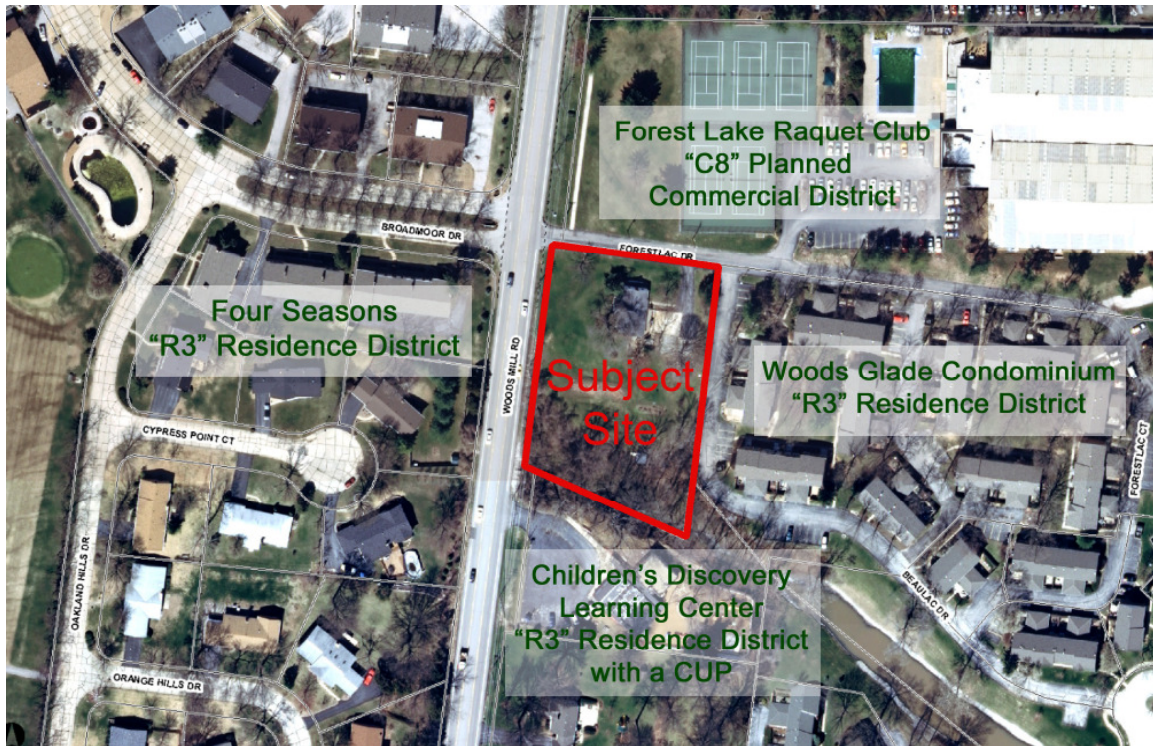 Forest Lake Raquet Club
“C8” Planned
Commercial District
BROADMOOR DR
FORESTLAC DR
Four Seasons
“R3” Residence District
WOODS MILL RD
Subject
Site
Woods Glade Condominium
“R3” Residence District
CYPRESS POINT CT
FORESTLAC CT
OAKLAND HILLS DR
Children’s Discovery
Learning Center
“R3” Residence District
with a CUP
BEAULAC DR
ORANGE HILLS DR